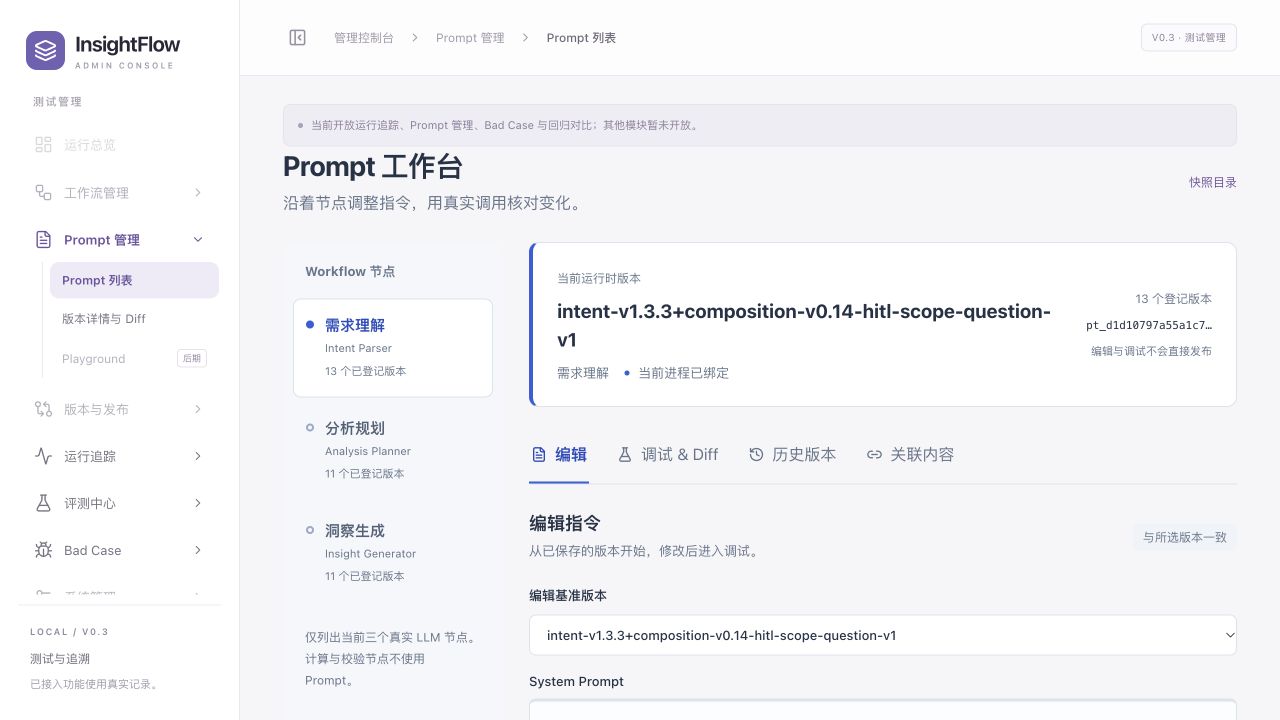 InsightFlow
ADMIN CONSOLE
测试管理
运行总览
工作流管理
Prompt 管理
Prompt 列表
版本详情与 Diff
Playground
后期
版本与发布
运行追踪
评测中心
Bad Case
LOCAL / V0.3
测试与追溯
已接入功能使用真实记录。
管理控制台
Prompt 管理
Prompt 列表
V0.3 · 测试管理
当前开放运行追踪、Prompt 管理、Bad Case 与回归对比；其他模块暂未开放。
Prompt 工作台
沿着节点调整指令，用真实调用核对变化。
快照目录
Workflow 节点
需求理解
Intent Parser
13 个已登记版本
分析规划
Analysis Planner
11 个已登记版本
洞察生成
Insight Generator
11 个已登记版本
仅列出当前三个真实 LLM 节点。
计算与校验节点不使用
Prompt。
当前运行时版本
intent-v1.3.3+composition-v0.14-hitl-scope-question-
v1
需求理解
当前进程已绑定
13 个登记版本
pt_d1d10797a55a1c7…
编辑与调试不会直接发布
编辑
调试 & Diff
历史版本
关联内容
编辑指令
从已保存的版本开始，修改后进入调试。
与所选版本一致
编辑基准版本
intent-v1.3.3+composition-v0.14-hitl-scope-question-v1
System Prompt